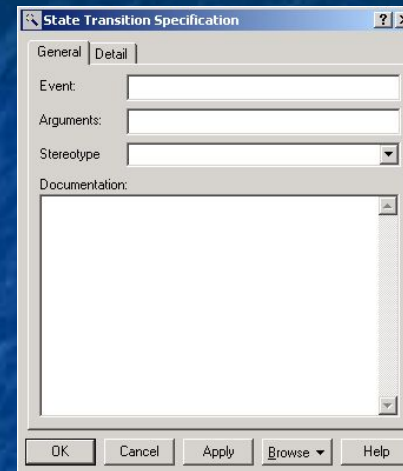 State Transition Specification
General Detail
Event:
Arguments:
Stereotype
Documentation:
OK Cancel Apply Browse Help